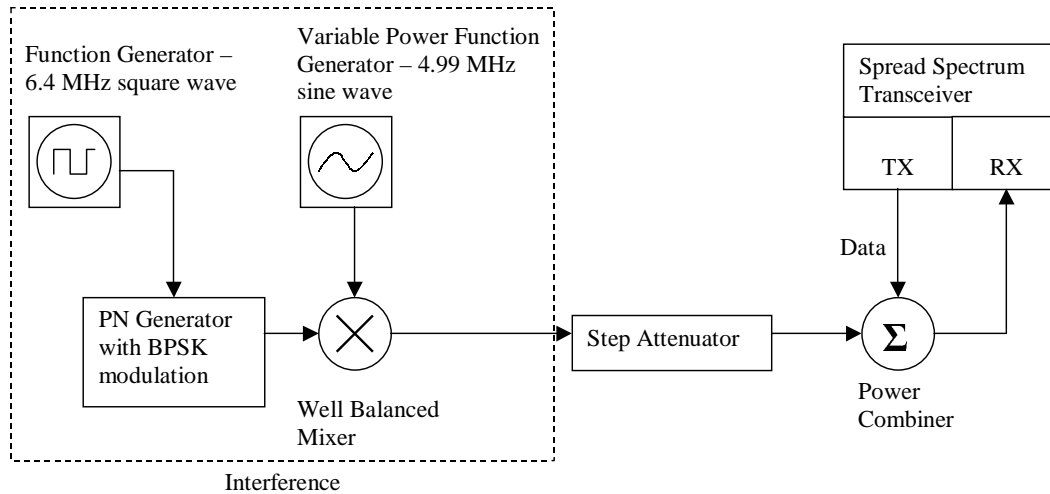 Function Generator –
6.4 MHz square wave
Variable Power Function
Generator – 4.99 MHz
sine wave
Spread Spectrum
Transceiver
TX
RX
Data
PN Generator
with BPSK
modulation
Step Attenuator
Σ
Well Balanced
Mixer
Power
Combiner
Interference